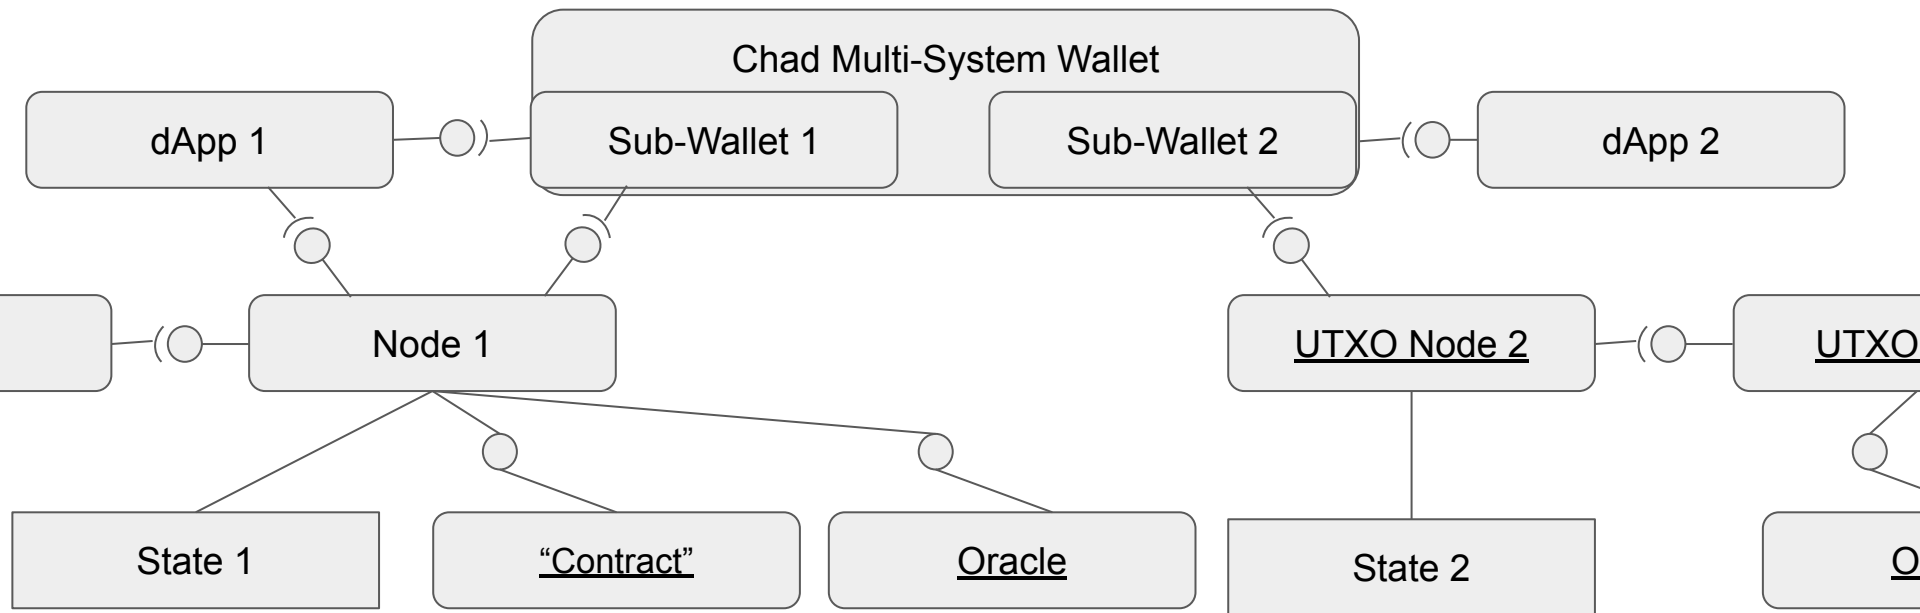 Chad Multi-System Wallet
dApp 1
Sub-Wallet 1
Sub-Wallet 2
dApp 2
Node 1
UTXO Node 2
UTXO
State 1
“Contract”
Oracle
State 2